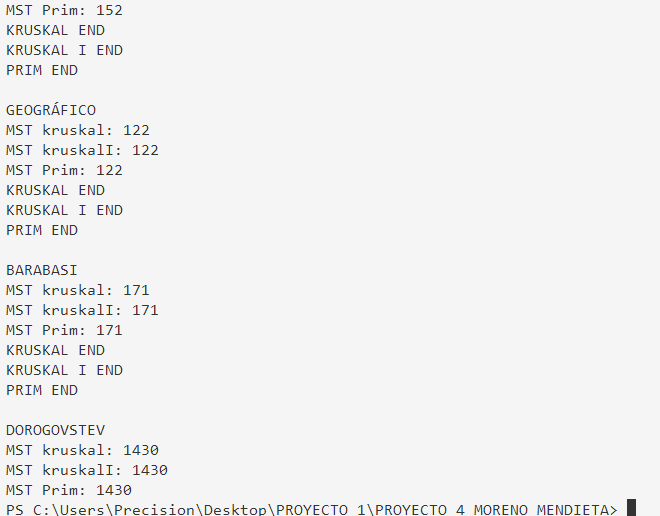 MST Prim: 152
KRUSKAL END
KRUSKAL I END
PRIM END
GEOGRÁFICO
MST kruskal: 122
MST kruskalI: 122
MST Prim: 122
KRUSKAL END
KRUSKAL I END
PRIM END
BARABASI
MST kruskal: 171
MST kruskalI: 171
MST Prim: 171
KRUSKAL END
KRUSKAL I END
PRIM END
DOROGOVSTEV
MST kruskal: 1430
MST kruskalI: 1430
MST Prim: 1430
PS C:\Users\Precision\Desktop\PROYECTO 1\PROYECTO 4 MORENO MENDIETA>